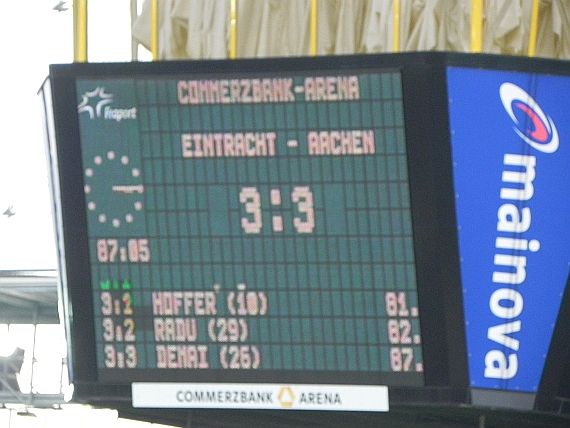 COMMERZBANK-ARENA
Fraport
EINTRACHT - AACHEN
3:3
87:05
3:1 HOFFER (10) 81.
3:2 RADU (29) 82.
3:3 DEMAI (26) 87.
COMMERZBANK ARENA
mainova